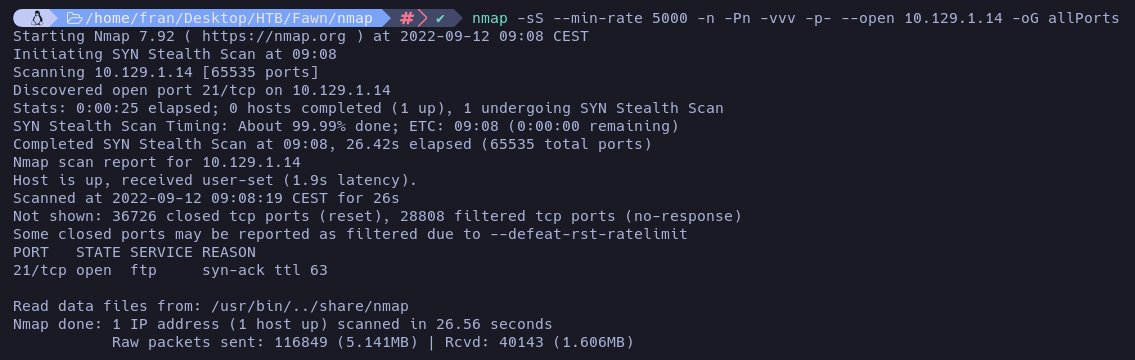 /home/fran/Desktop/HTB/Fawn/nmap # ✔ nmap -sS --min-rate 5000 -n -Pn -vvv -p- --open 10.129.1.14 -oG allPorts
Starting Nmap 7.92 ( https://nmap.org ) at 2022-09-12 09:08 CEST
Initiating SYN Stealth Scan at 09:08
Scanning 10.129.1.14 [65535 ports]
Discovered open port 21/tcp on 10.129.1.14
Stats: 0:00:25 elapsed; 0 hosts completed (1 up), 1 undergoing SYN Stealth Scan
SYN Stealth Scan Timing: About 99.99% done; ETC: 09:08 (0:00:00 remaining)
Completed SYN Stealth Scan at 09:08, 26.42s elapsed (65535 total ports)
Nmap scan report for 10.129.1.14
Host is up, received user-set (1.9s latency).
Scanned at 2022-09-12 09:08:19 CEST for 26s
Not shown: 36726 closed tcp ports (reset), 28808 filtered tcp ports (no-response)
Some closed ports may be reported as filtered due to --defeat-rst-ratelimit
PORT   STATE SERVICE REASON
21/tcp open  ftp     syn-ack ttl 63
Read data files from: /usr/bin/../share/nmap
Nmap done: 1 IP address (1 host up) scanned in 26.56 seconds
Raw packets sent: 116849 (5.141MB) | Rcvd: 40143 (1.606MB)